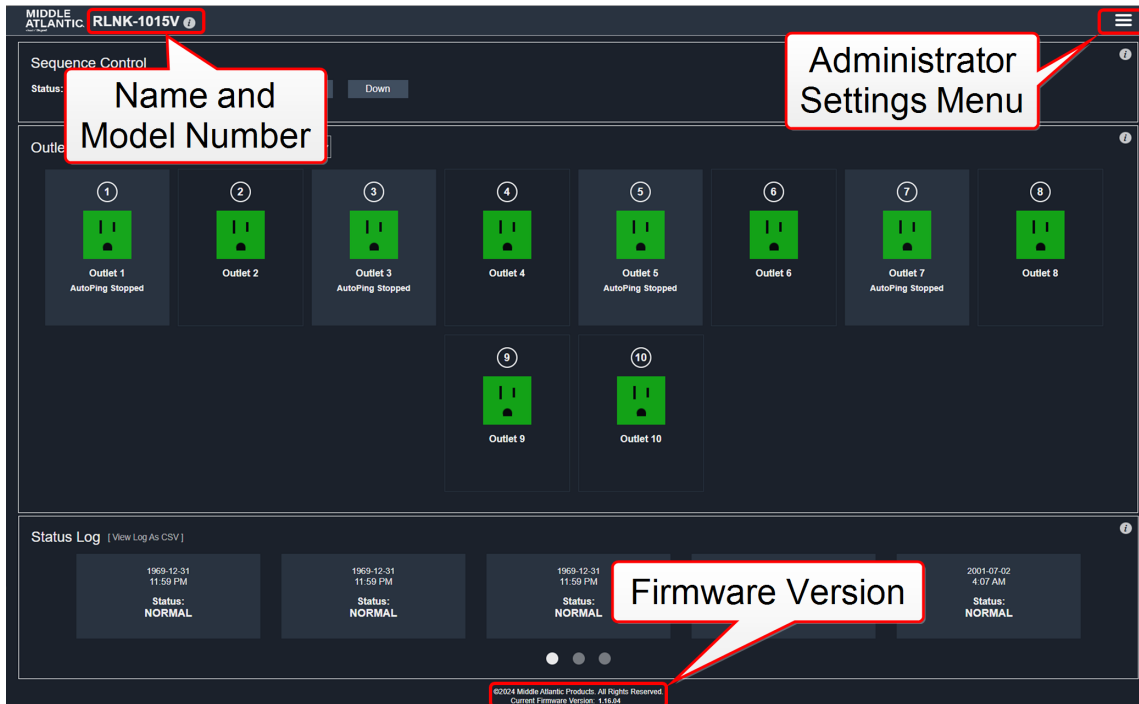 MIDDLE
ATLANTIC.
RLNK-1015V
Administrator
Settings Menu
Sequence Control
Status:
Down
Name and
Model Number
1 2 3 4 5 6 7 8
Outlet 1 Outlet 2 Outlet 3 Outlet 4 Outlet 5 Outlet 6 Outlet 7 Outlet 8
AutoPing Stopped AutoPing Stopped AutoPing Stopped AutoPing Stopped
9 10
Outlet 9 Outlet 10
Status Log [ View Log As CSV ]
1969-12-31 1969-12-31 1969-12-31 2001-07-02
11:59 PM 11:59 PM 11:59 PM 4:07 AM
Status: Status: Status: Status:
NORMAL NORMAL NORMAL NORMAL
Firmware Version
©2024 Middle Atlantic Products. All Rights Reserved.
Current Firmware Version: 1.16.04